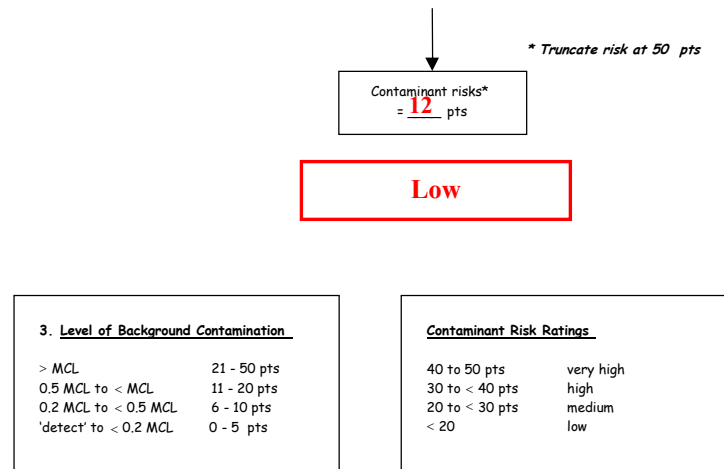 * Truncate risk at 50 pts
Contaminant risks*
= 12 pts
Low
3. Level of Background Contamination
> MCL 21 - 50 pts
0.5 MCL to < MCL 11 - 20 pts
0.2 MCL to < 0.5 MCL 6 - 10 pts
'detect' to < 0.2 MCL 0 - 5 pts
Contaminant Risk Ratings
40 to 50 pts very high
30 to < 40 pts high
20 to < 30 pts medium
< 20 low